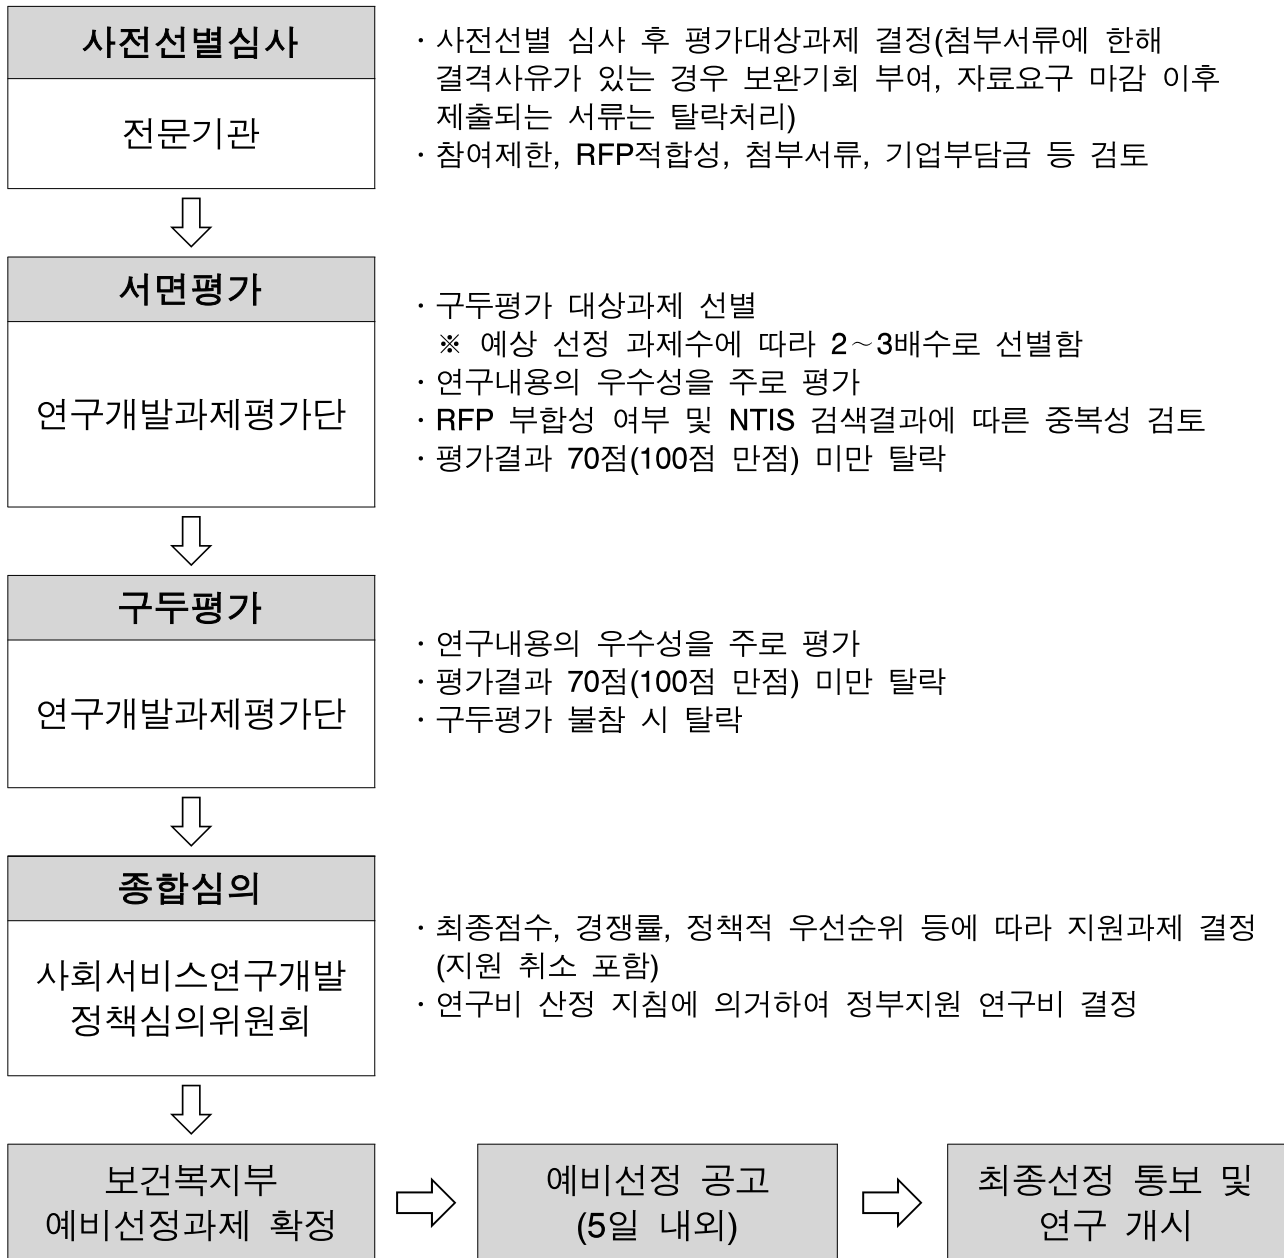 사전선별심사
전문기관
· 사전선별 심사 후 평가대상과제 결정(첨부서류에 한해
결격사유가 있는 경우 보완기회 부여, 자료요구 마감 이후
제출되는 서류는 탈락처리)
· 참여제한, RFP적합성, 첨부서류, 기업부담금 등 검토
서면평가
연구개발과제평가단
· 구두평가 대상과제 선별
※ 예상 선정 과제수에 따라 2～3배수로 선별함
· 연구내용의 우수성을 주로 평가
· RFP 부합성 여부 및 NTIS 검색결과에 따른 중복성 검토
· 평가결과 70점(100점 만점) 미만 탈락
구두평가
연구개발과제평가단
· 연구내용의 우수성을 주로 평가
· 평가결과 70점(100점 만점) 미만 탈락
· 구두평가 불참 시 탈락
종합심의
사회서비스연구개발
정책심의위원회
· 최종점수, 경쟁률, 정책적 우선순위 등에 따라 지원과제 결정
(지원 취소 포함)
· 연구비 산정 지침에 의거하여 정부지원 연구비 결정
보건복지부
예비선정과제 확정
예비선정 공고
(5일 내외)
최종선정 통보 및
연구 개시